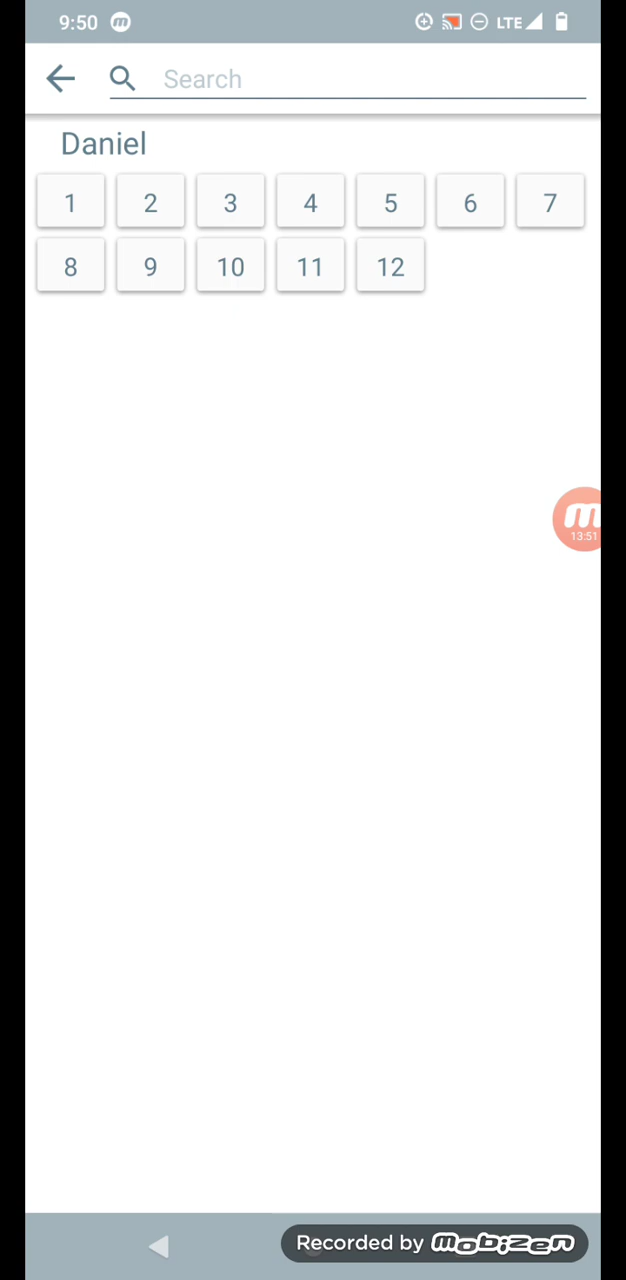 9:50 m LTE
Search
Daniel
1 2 3 4 5 6 7
8 9 10 11 12
m
13:51
Recorded by mobizen